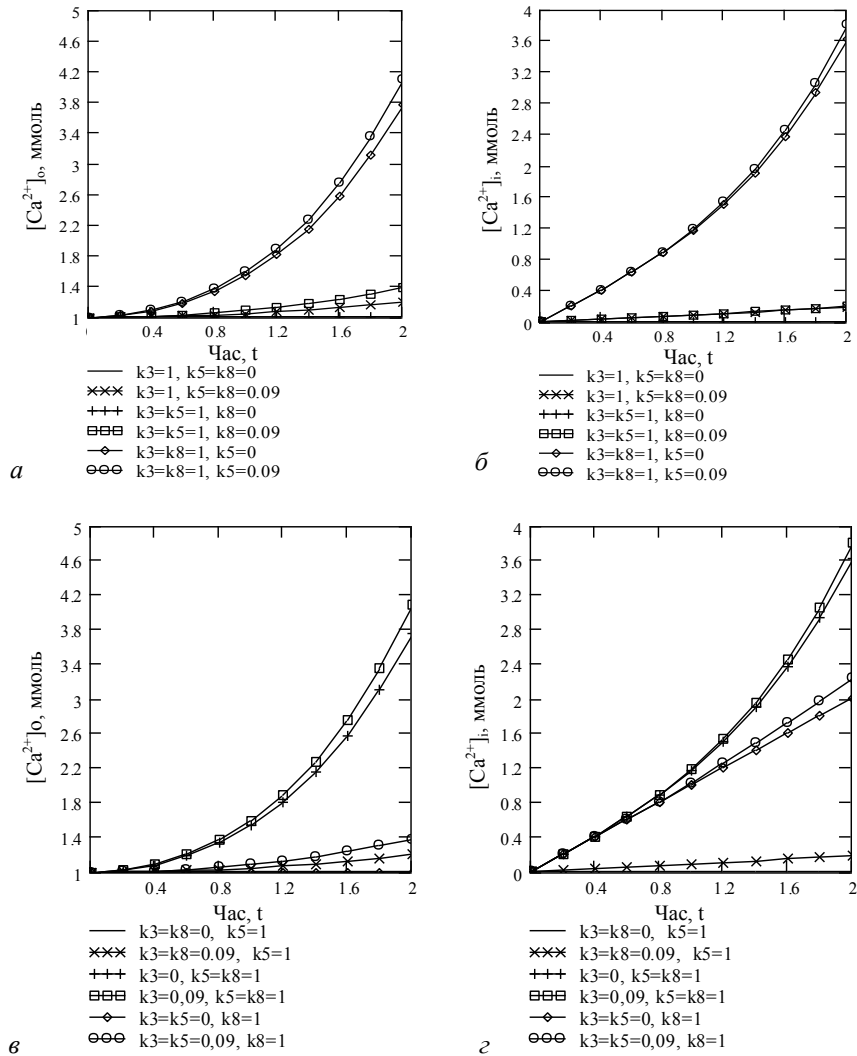 5
4.6
4.2
3.8
3.4
2.6
2.2
1.4
1
0.4
0.8
1.2
1.6
2
[Ca²⁺]ₒ, ммоль
Час, t
k3=1, k5=k8=0
k3=1, k5=k8=0.09
k3=k5=1, k8=0
k3=k5=1, k8=0.09
k3=k8=1, k5=0
k3=k8=1, k5=0.09
а
4
3.6
3.2
2.8
2.4
2
1.6
1.2
0.8
0.4
0
0.4
0.8
1.2
1.6
2
[Ca²⁺]ᵢ, ммоль
Час, t
k3=1, k5=k8=0
k3=1, k5=k8=0.09
k3=k5=1, k8=0
k3=k5=1, k8=0.09
k3=k8=1, k5=0
k3=k8=1, k5=0.09
б
5
4.6
4.2
3.8
3.4
2.6
2.2
1.4
1
0.4
0.8
1.2
1.6
2
[Ca²⁺]о, ммоль
Час, t
k3=k8=0, k5=1
k3=k8=0.09, k5=1
k3=0, k5=k8=1
k3=0,09, k5=k8=1
k3=k5=0, k8=1
k3=k5=0,09, k8=1
в
4
3.6
3.2
2.8
2.4
2
1.6
1.2
0.8
0.4
0
0.4
0.8
1.2
1.6
2
[Ca²⁺]ᵢ, ммоль
Час, t
k3=k8=0, k5=1
k3=k8=0.09, k5=1
k3=0, k5=k8=1
k3=0,09, k5=k8=1
k3=k5=0, k8=1
k3=k5=0,09, k8=1
г